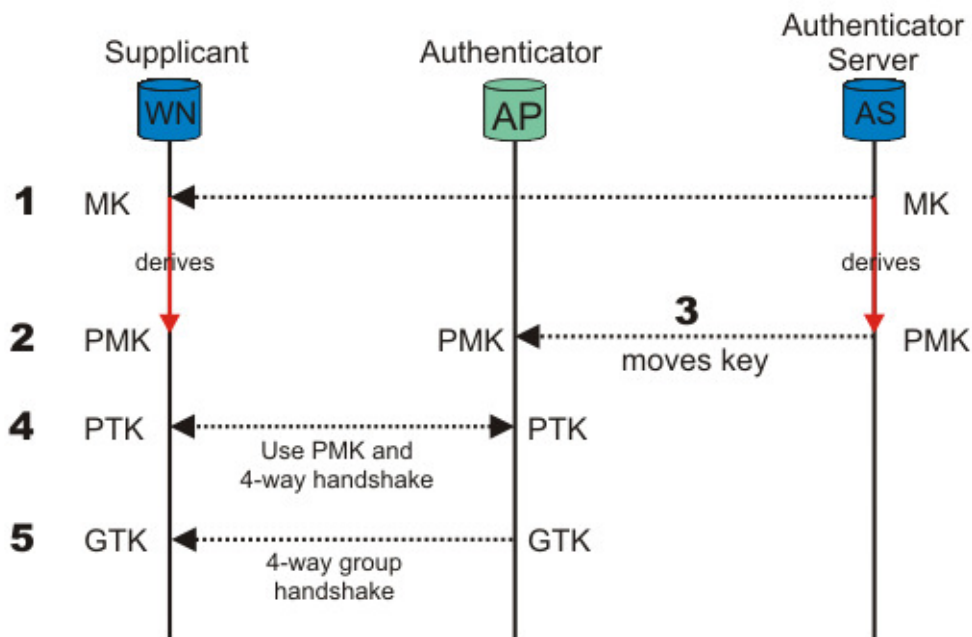 Supplicant
Authenticator
Authenticator
Server
WN
AP
AS
1
MK
MK
derives
derives
2
PMK
PMK
3
moves key
PMK
4
PTK
PTK
Use PMK and
4-way handshake
5
GTK
GTK
4-way group
handshake